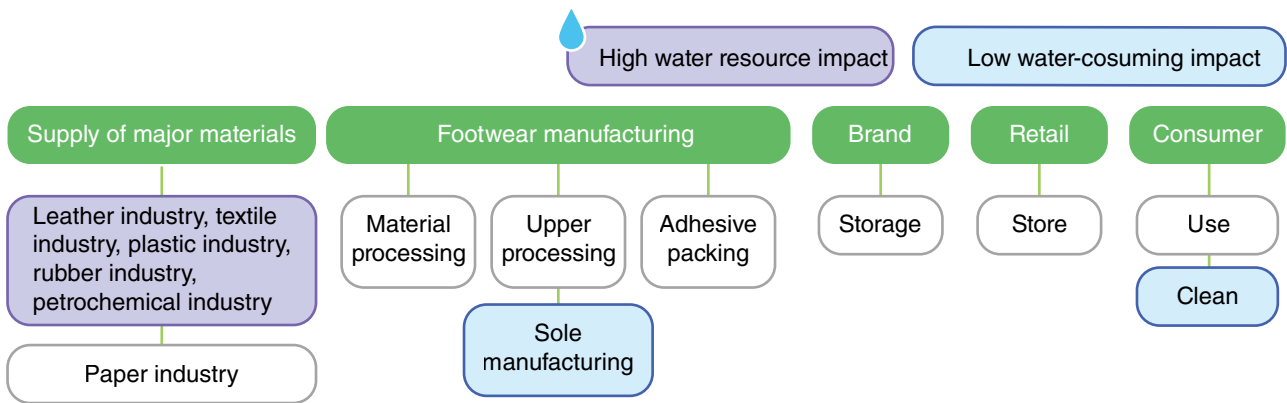 High water resource impact
Low water-cosuming impact
Supply of major materials
Footwear manufacturing
Brand
Retail
Consumer
Leather industry, textile
industry, plastic industry,
rubber industry,
petrochemical industry
Material
processing
Upper
processing
Adhesive
packing
Storage
Store
Use
Clean
Sole
manufacturing
Paper industry